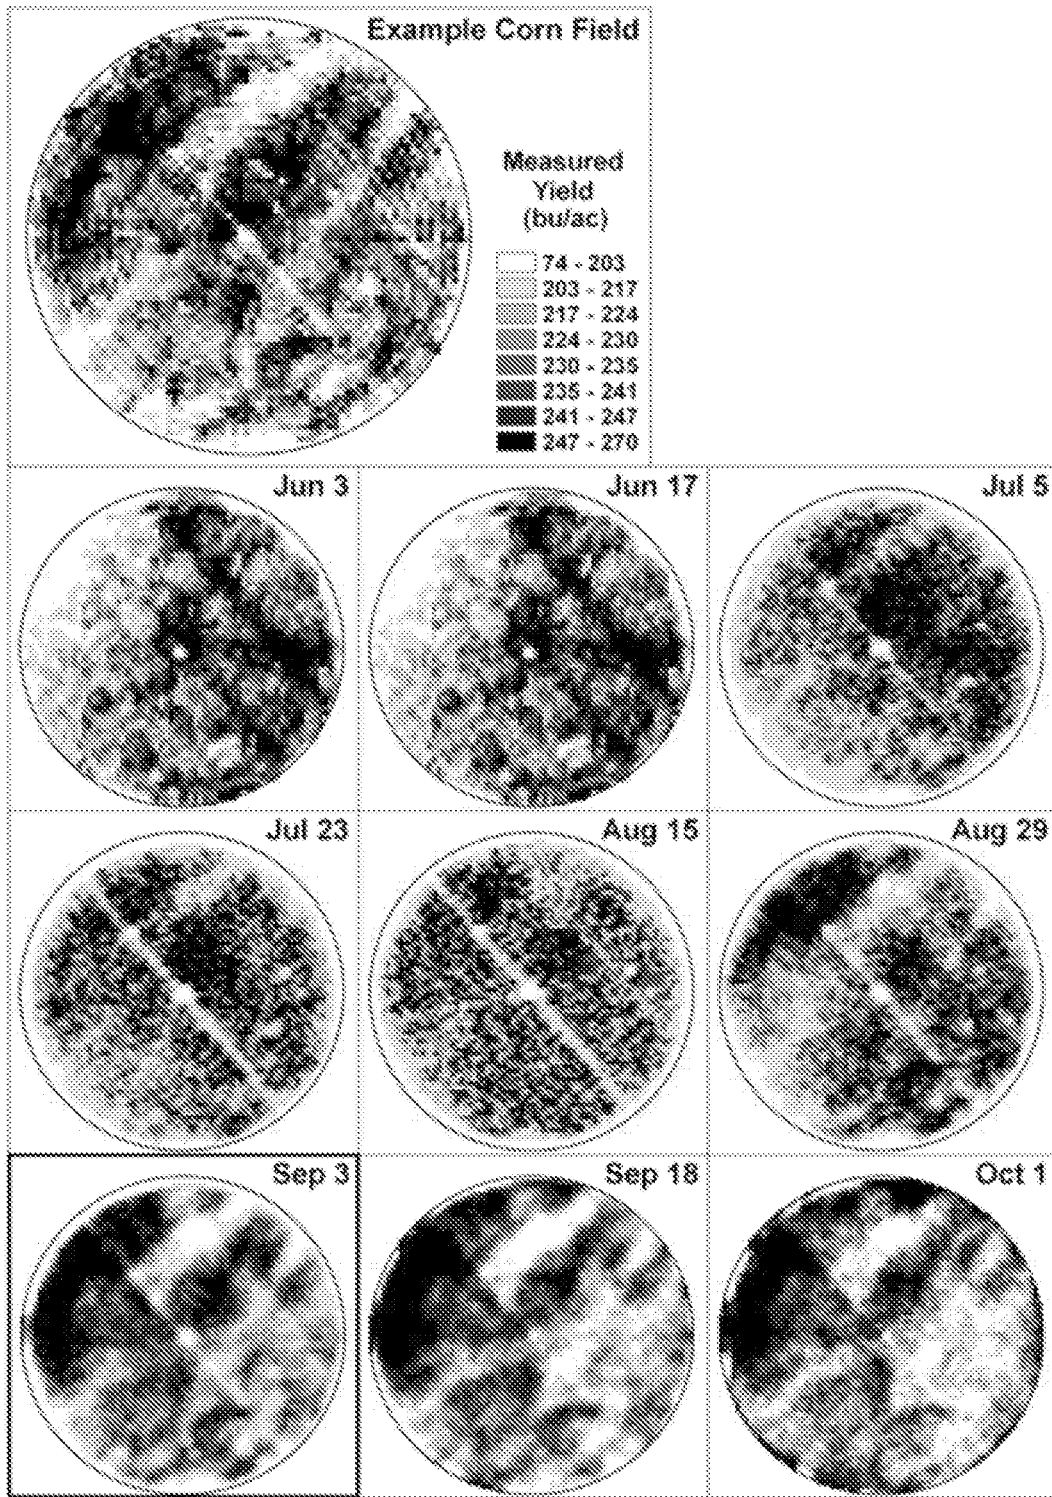 Example Corn Field
Measured
Yield
(bu/ac)
74 - 203
203 - 217
217 - 224
224 - 230
230 - 235
235 - 241
241 - 247
247 - 270
Jun 3
Jun 17
Jul 5
Jul 23
Aug 15
Aug 29
Sep 3
Sep 18
Oct 1